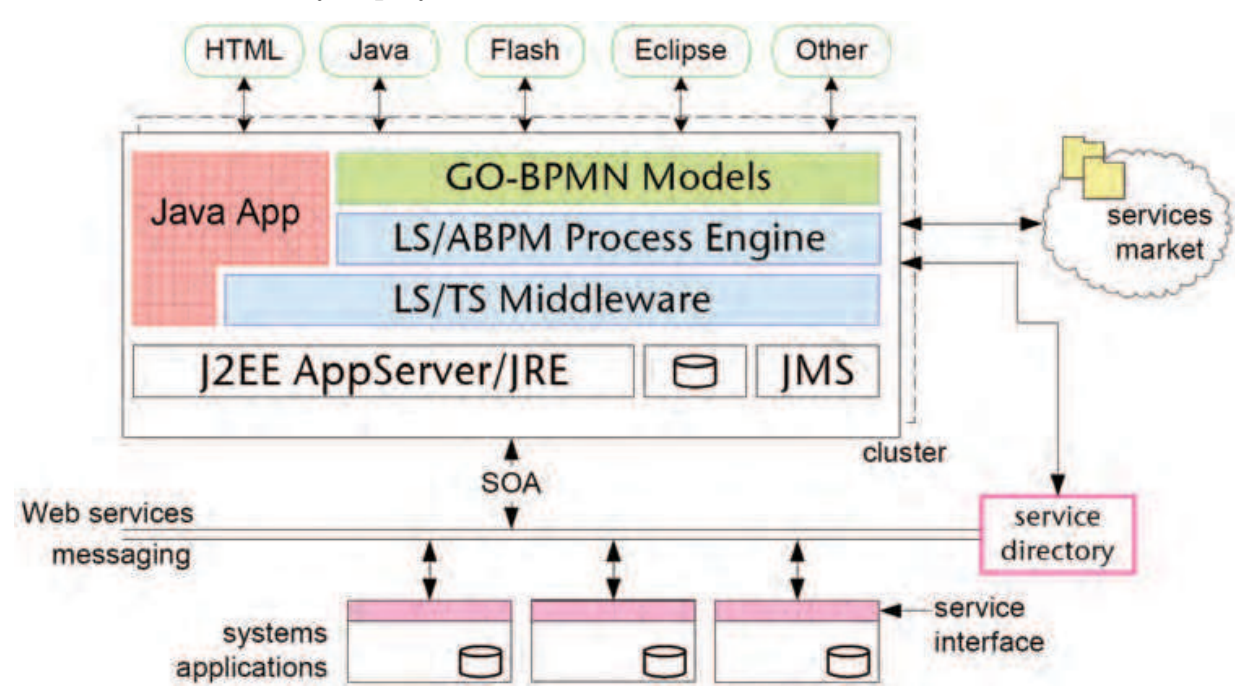 HTML
Java
Flash
Eclipse
Other
GO-BPMN Models
Java App
LS/ABPM Process Engine
LS/TS Middleware
J2EE AppServer/JRE
JMS
services
market
cluster
SOA
Web services
messaging
service
directory
systems
applications
service
interface